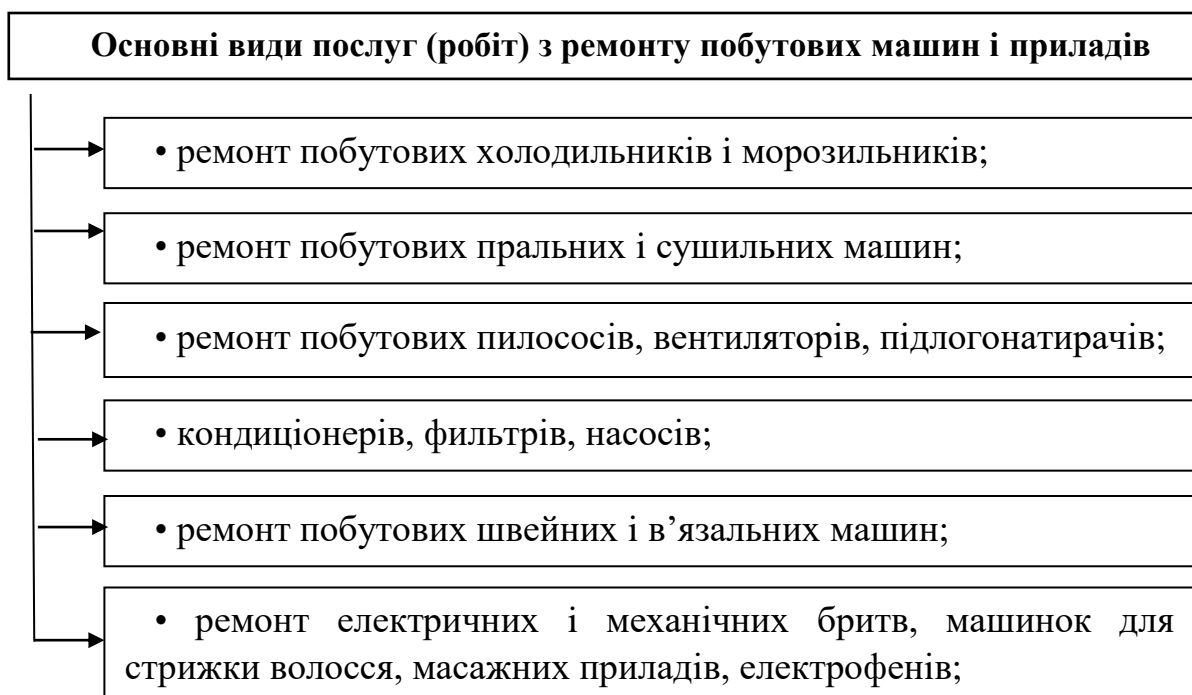 Основні види послуг (робіт) з ремонту побутових машин і приладів
• ремонт побутових холодильників і морозильників;
• ремонт побутових пральних і сушильних машин;
• ремонт побутових пилососів, вентиляторів, підлогонатирачів;
• кондиціонерів, фильтрів, насосів;
• ремонт побутових швейних і в’язальних машин;
• ремонт електричних і механічних бритв, машинок для
стрижки волосся, масажних приладів, електрофенів;